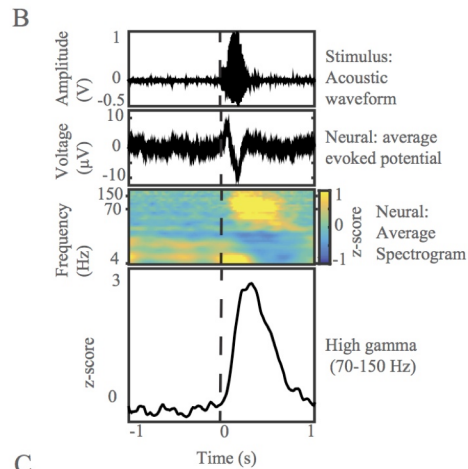 B
Amplitude
(V)
1
0
-0.5
Stimulus:
Acoustic
waveform
Voltage
(μV)
10
0
-10
Neural: average
evoked potential
Frequency
(Hz)
150
70
4
1
0
-1
z-score
Neural:
Average
Spectrogram
z-score
3
0
High gamma
(70-150 Hz)
-1
0
1
Time (s)
C